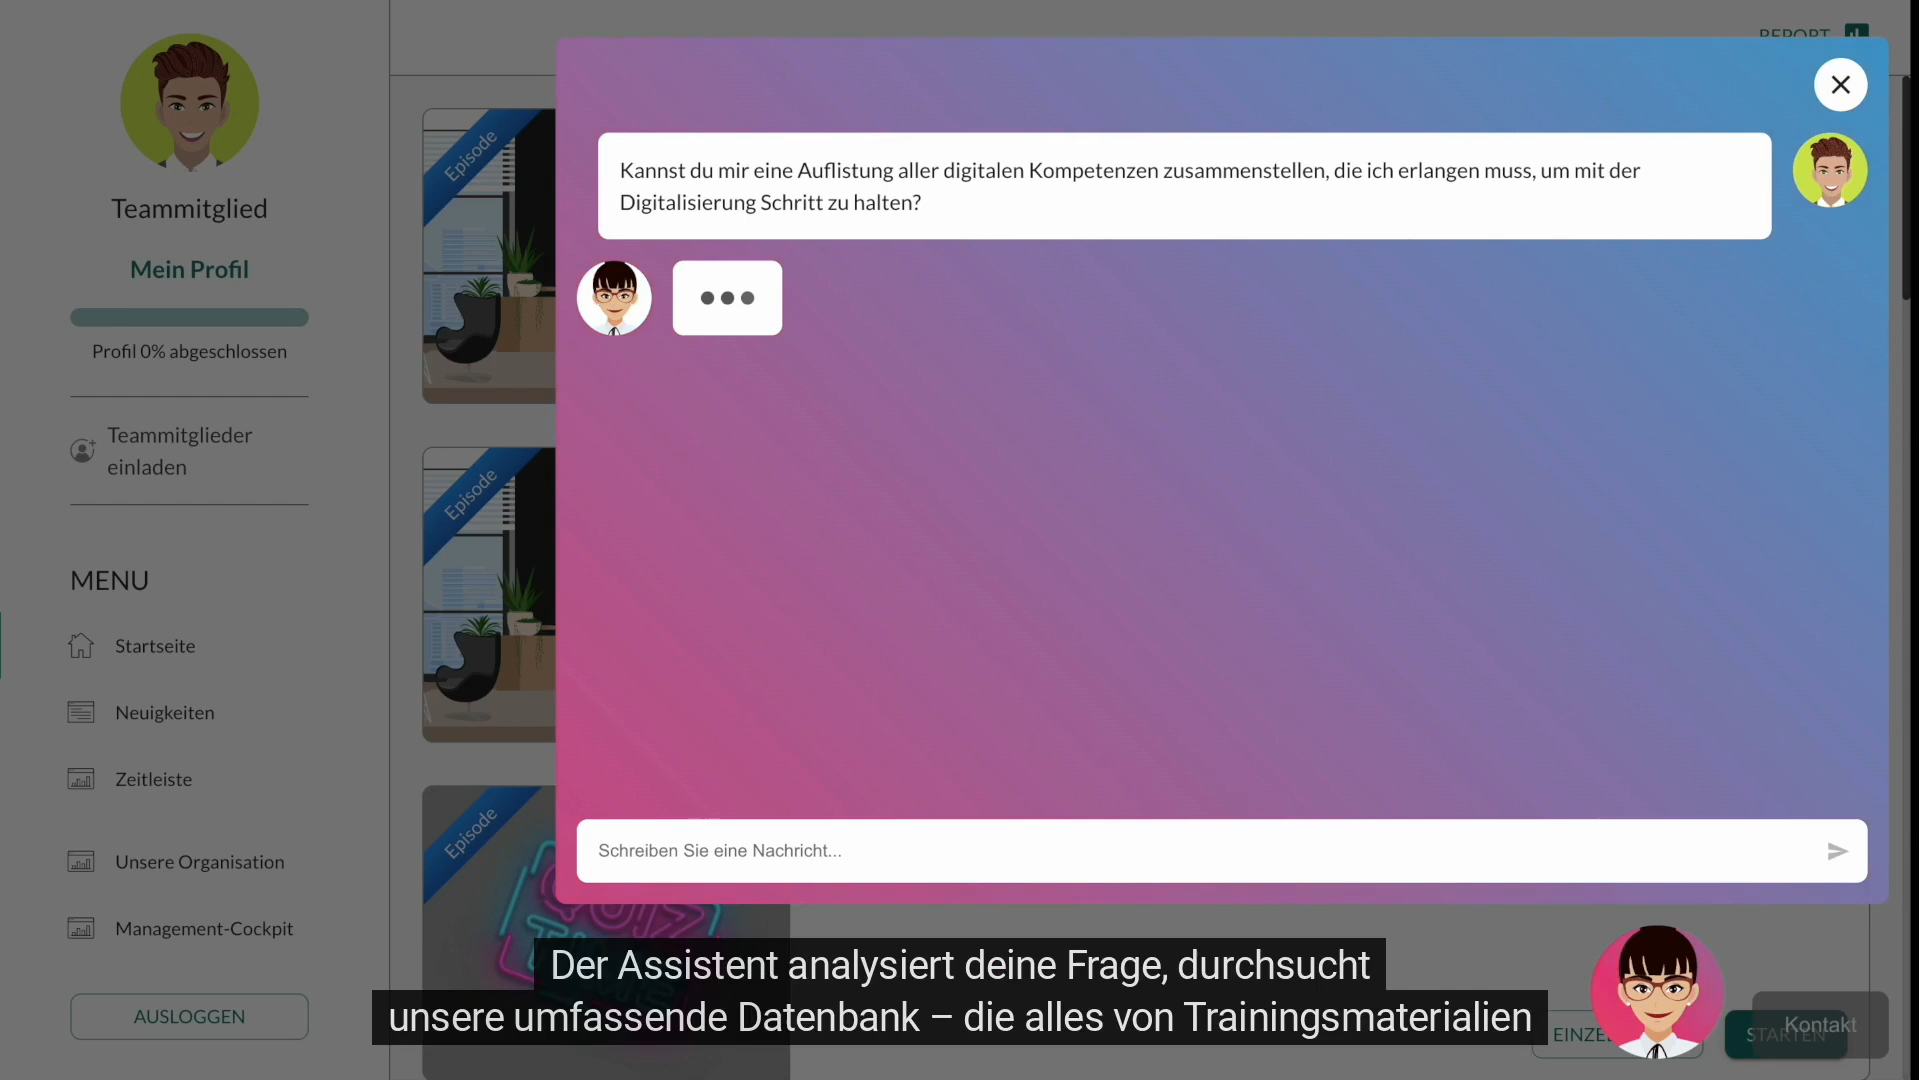 Teammitglied
Mein Profil
Profil 0% abgeschlossen
Teammitglieder
einladen
MENU
Startseite
Neuigkeiten
Zeitleiste
Unsere Organisation
Management-Cockpit
AUSLOGGEN
REPORT
Episode
Episode
Episode
QUIZ
TIME
Kannst du mir eine Auflistung aller digitalen Kompetenzen zusammenstellen, die ich erlangen muss, um mit der
Digitalisierung Schritt zu halten?
Schreiben Sie eine Nachricht...
Der Assistent analysiert deine Frage, durchsucht
unsere umfassende Datenbank – die alles von Trainingsmaterialien
STARTEN
Kontakt